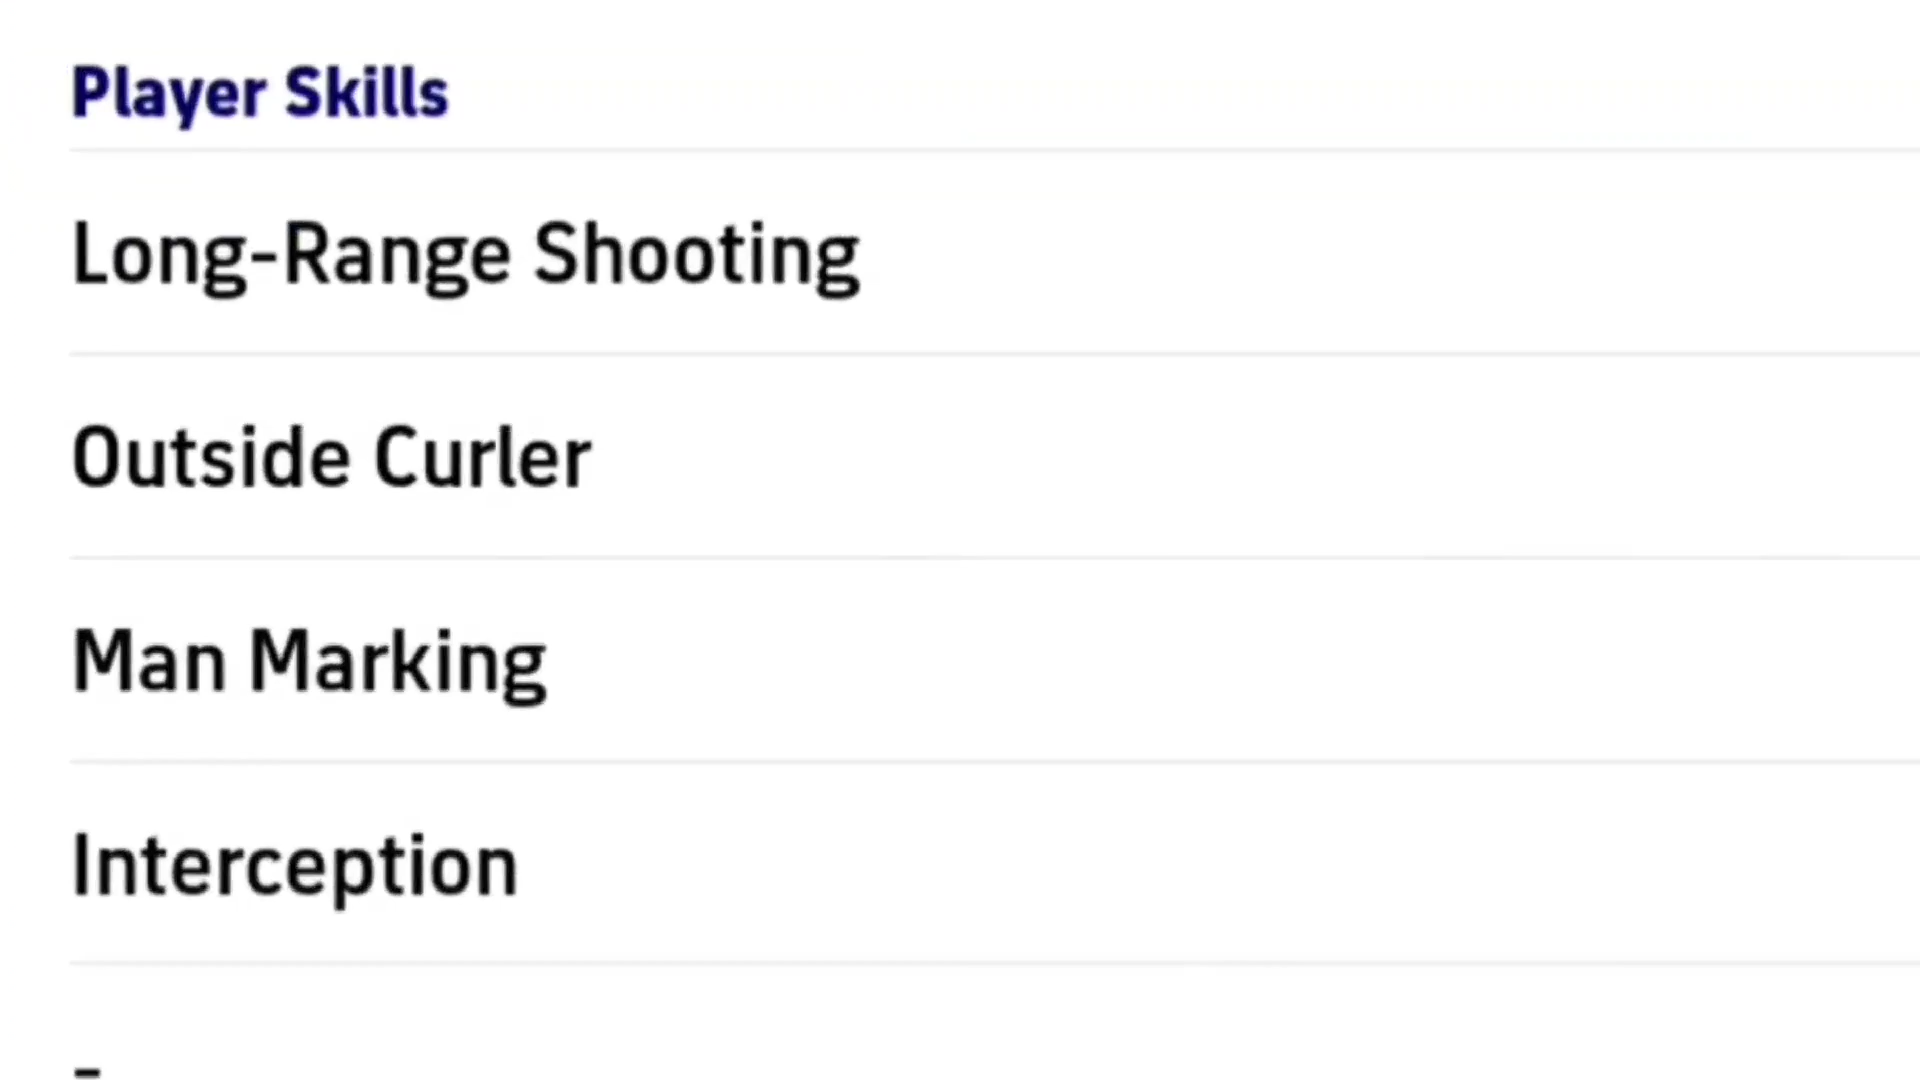 Player Skills
Long-Range Shooting
Outside Curler
Man Marking
Interception
-